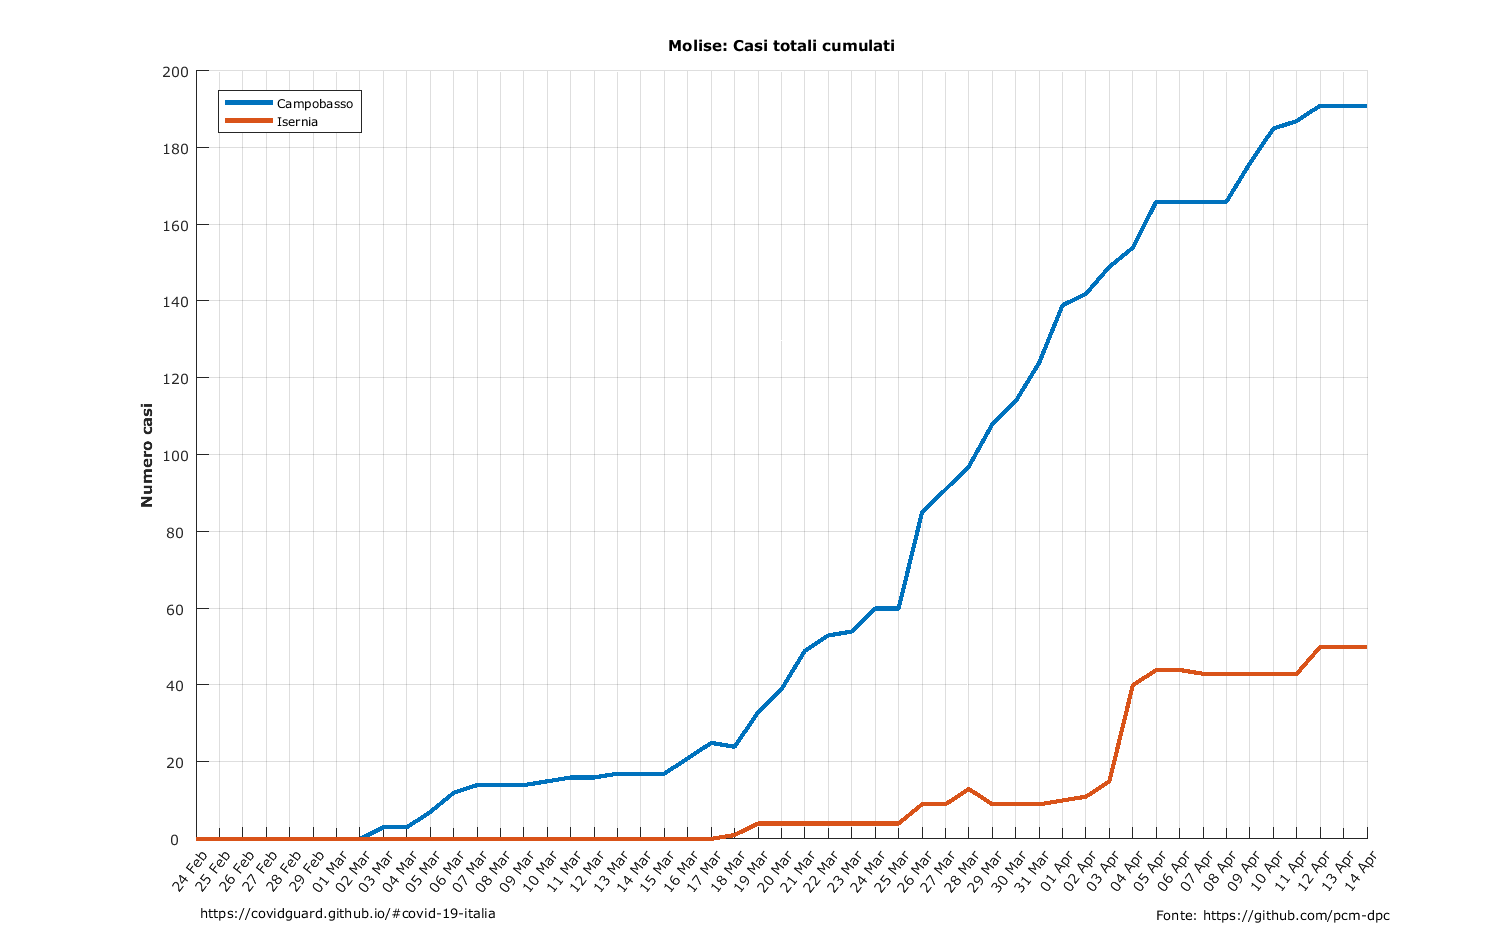 Molise: Casi totali cumulati
Campobasso
Isernia
Numero casi
200
180
160
140
120
100
80
60
40
20
0
24 Feb
25 Feb
26 Feb
27 Feb
28 Feb
29 Feb
01 Mar
02 Mar
03 Mar
04 Mar
05 Mar
06 Mar
07 Mar
08 Mar
09 Mar
10 Mar
11 Mar
12 Mar
13 Mar
14 Mar
15 Mar
16 Mar
17 Mar
18 Mar
19 Mar
20 Mar
21 Mar
22 Mar
23 Mar
24 Mar
25 Mar
26 Mar
27 Mar
28 Mar
29 Mar
30 Mar
31 Mar
01 Apr
02 Apr
03 Apr
04 Apr
05 Apr
06 Apr
07 Apr
08 Apr
09 Apr
10 Apr
11 Apr
12 Apr
13 Apr
14 Apr
https://covidguard.github.io/#covid-19-italia
Fonte: https://github.com/pcm-dpc